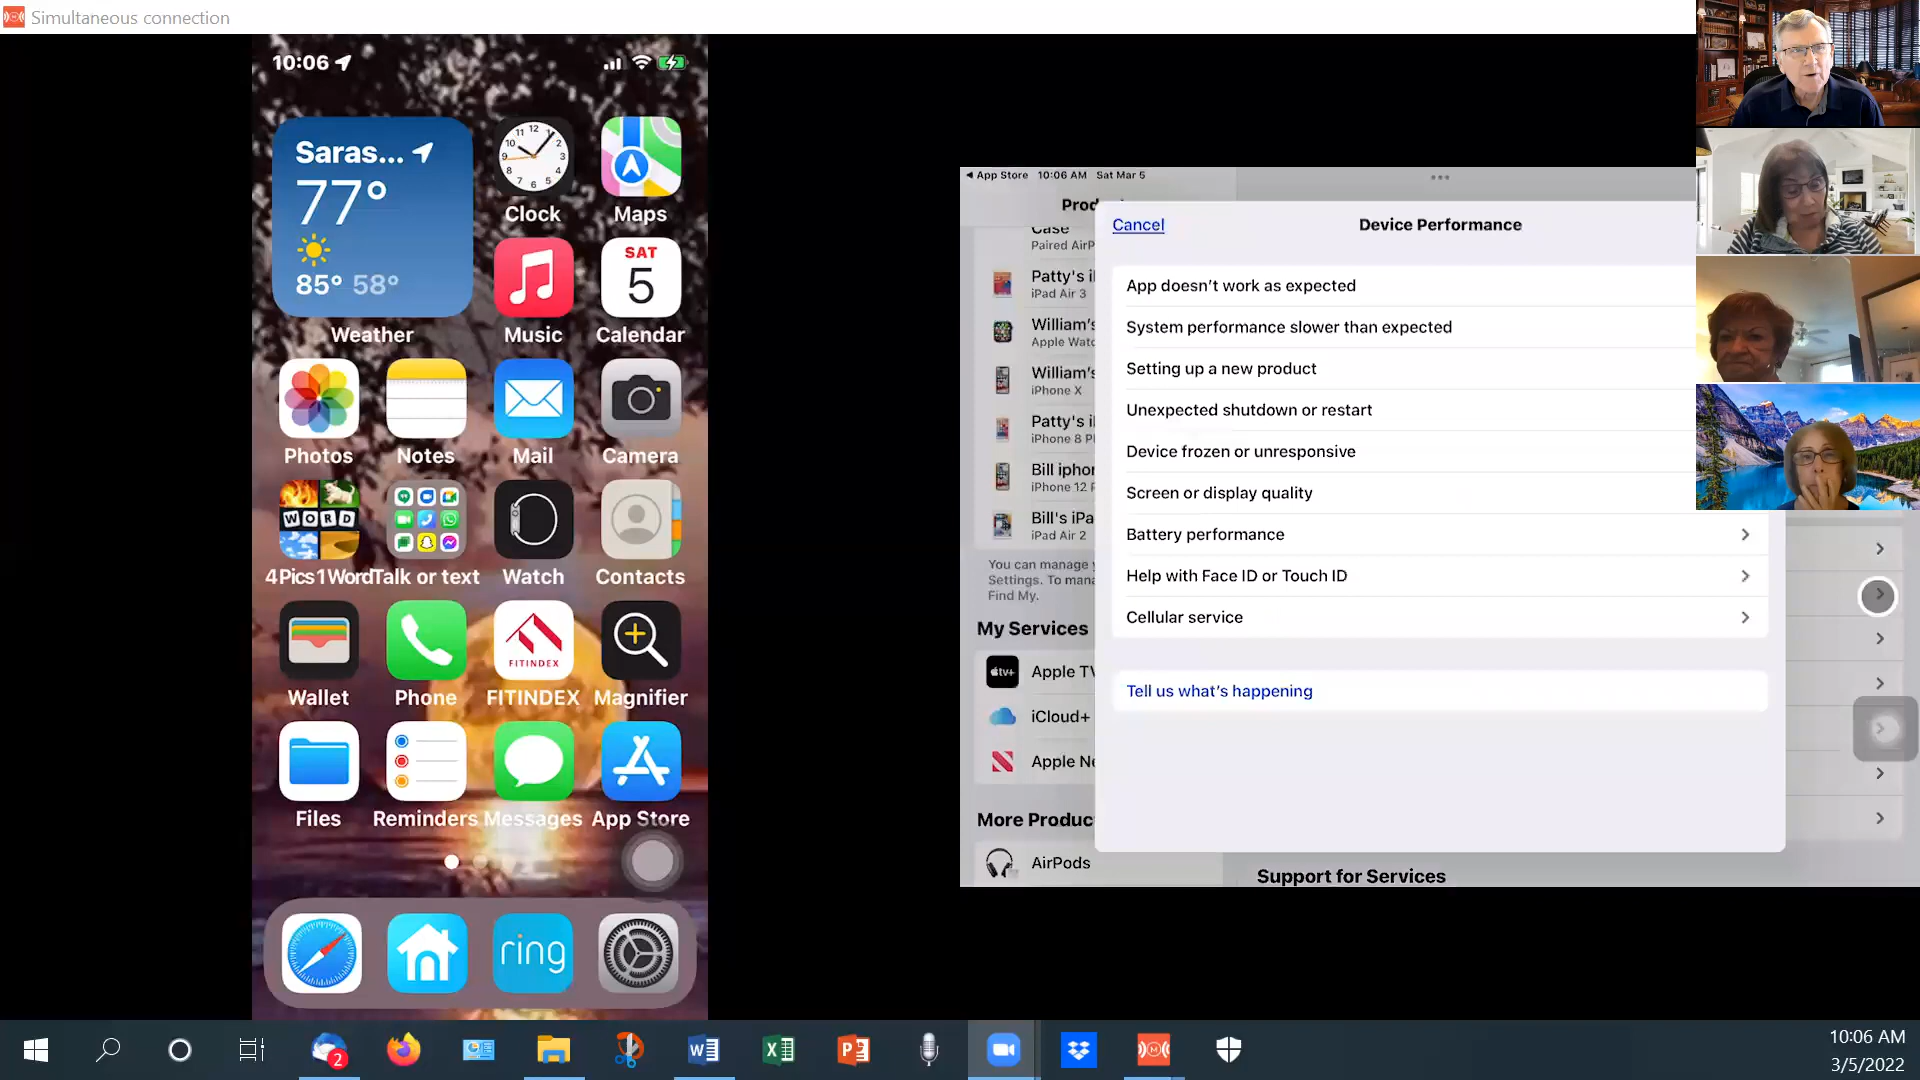 Simultaneous connection
10:06
Saras...
77°
85° 58°
Weather
Clock
Maps
Music
SAT
5
Calendar
Photos
Notes
Mail
Camera
WORD
4Pics1Word
Talk or text
Watch
Contacts
Wallet
Phone
FITINDEX
FITINDEX
Magnifier
Files
Reminders
Messages
App Store
ring
App Store 10:06 AM Sat Mar 5
Case
Paired AirP
Patty's i
iPad Air 3
William's
Apple Watc
William's
iPhone X
Patty's i
iPhone 8 Pl
Bill iphon
iPhone 12 P
Bill's iPa
iPad Air 2
You can manage
Settings. To mana
Find My.
My Services
tv+
Apple TV
iCloud+
Apple Ne
More Produc
AirPods
Cancel
Device Performance
App doesn't work as expected
System performance slower than expected
Setting up a new product
Unexpected shutdown or restart
Device frozen or unresponsive
Screen or display quality
Battery performance
Help with Face ID or Touch ID
Cellular service
Tell us what's happening
Support for Services
2
10:06 AM
3/5/2022